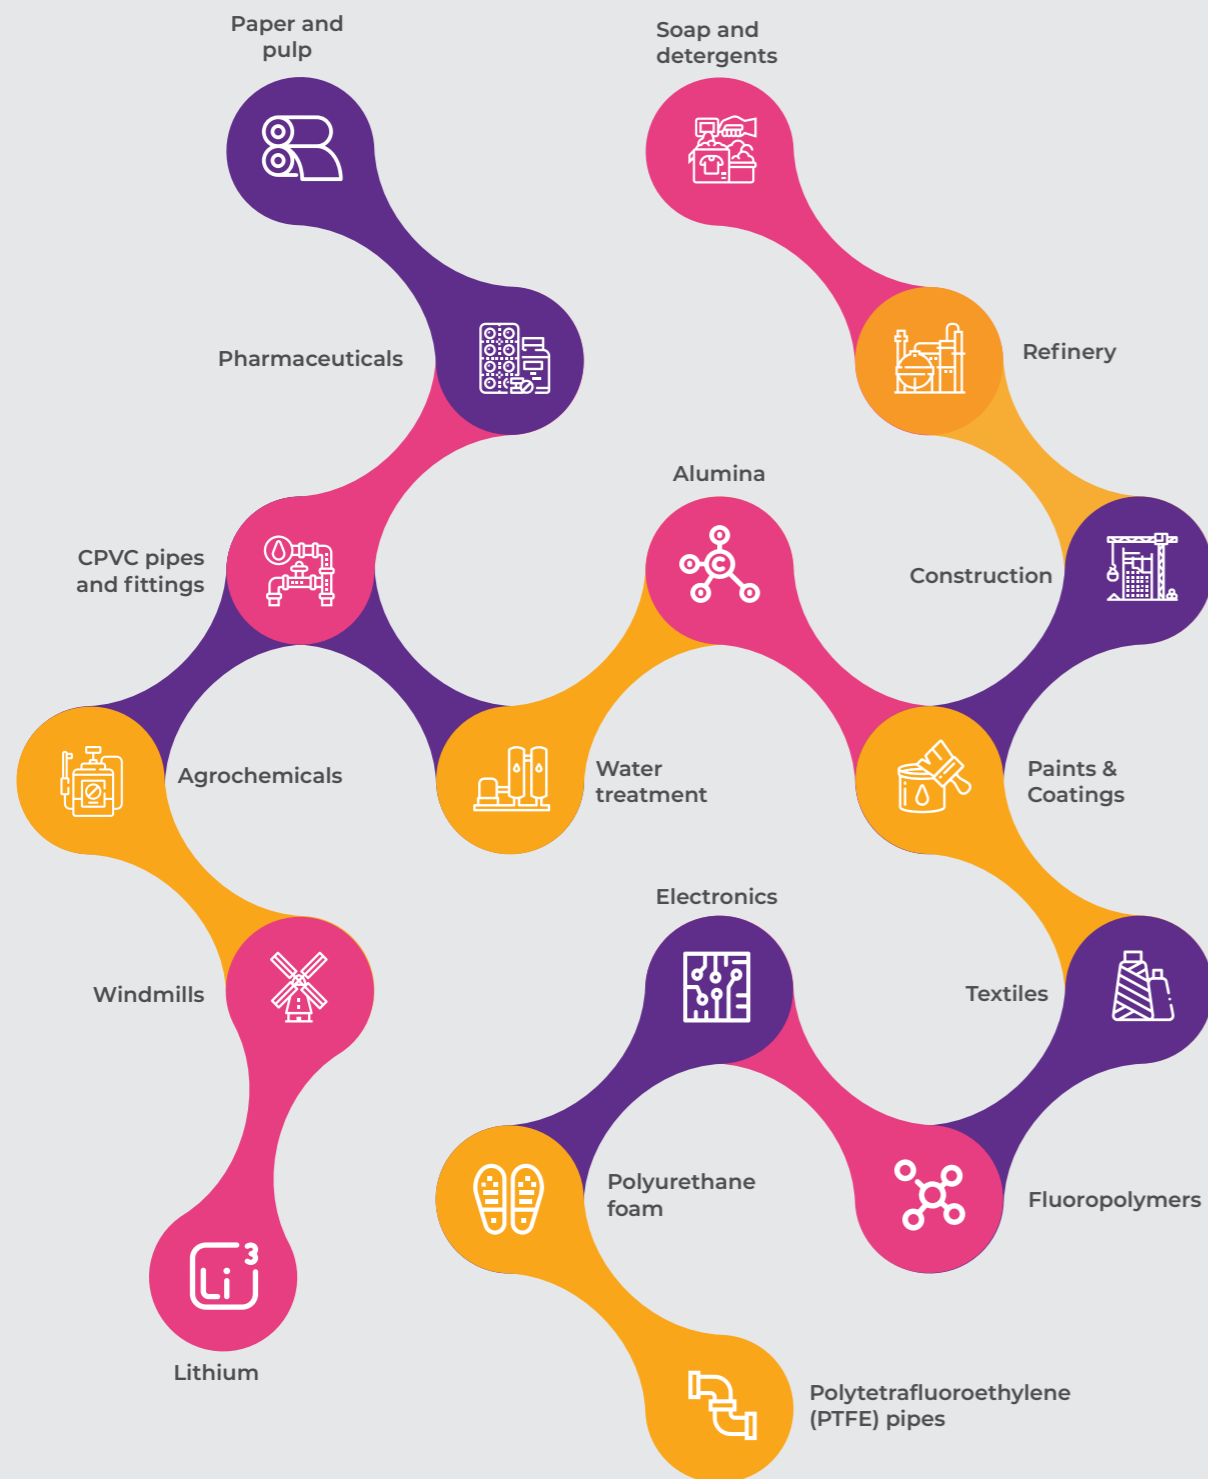 Paper and
pulp
Soap and
detergents
Pharmaceuticals
Refinery
Alumina
O
O C
O O
CPVC pipes
and fittings
Construction
Agrochemicals
Water
treatment
Paints &
Coatings
Electronics
Windmills
Textiles
Polyurethane
foam
Fluoropolymers
Li 3
Lithium
Polytetrafluoroethylene
(PTFE) pipes